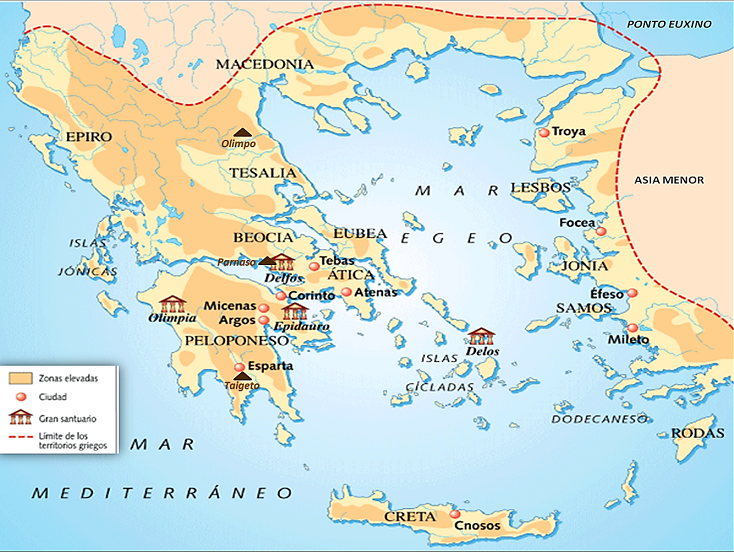 PONTO EUXINO
MACEDONIA
Troya
EPIRO
Olimpo
TESALIA
ASIA MENOR
MAR
LESBOS
EGEO
Focea
ISLAS
JÓNICAS
BEOCIA
EUBEA
Parnaso
Tebas
Delfos
ÁTICA
JONIA
Corinto
Atenas
Éfeso
Olimpia
Micenas
Argos
Epidauro
SAMOS
PELOPONESO
Mileto
Delos
ISLAS
CÍCLADAS
Esparta
Taigeto
Zonas elevadas
Ciudad
Gran santuario
Límite de los
territorios griegos
DODECANESO
RODAS
MAR
MEDITERRÁNEO
CRETA
Cnosos